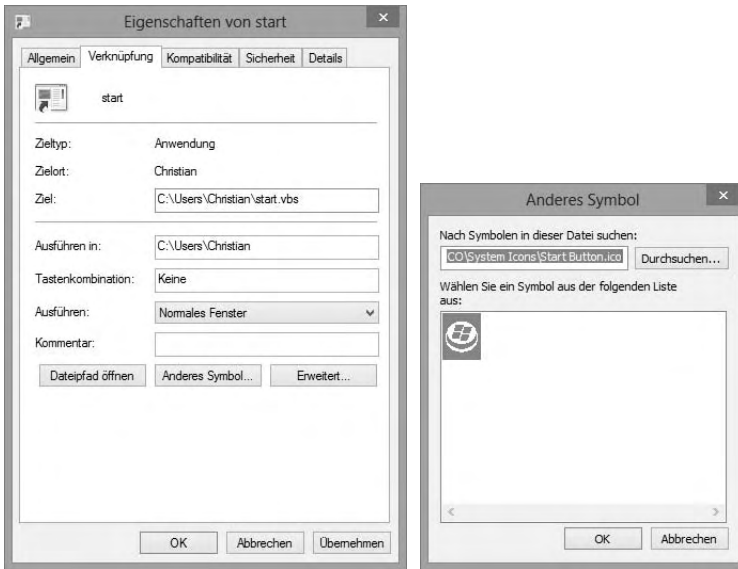 Eigenschaften von start
Allgemein Verknüpfung Kompatibilität Sicherheit Details
start
Zieltyp: Anwendung
Zielort: Christian
Ziel: C:\Users\Christian\start.vbs
Ausführen in: C:\Users\Christian
Tastenkombination: Keine
Ausführen: Normales Fenster
Kommentar:
Dateipfad öffnen Anderes Symbol... Erweitert...
OK Abbrechen Übernehmen
Anderes Symbol
Nach Symbolen in dieser Datei suchen:
CO\System Icons\Start Button.ico Durchsuchen...
Wählen Sie ein Symbol aus der folgenden Liste
aus:
OK Abbrechen